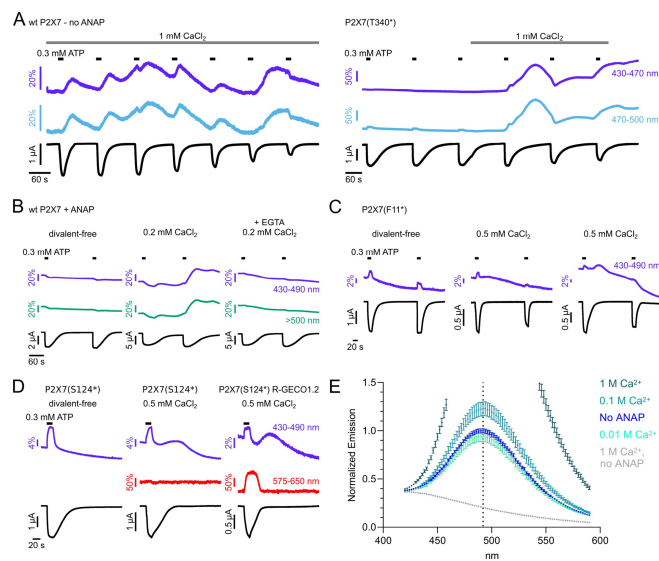 A
wt P2X7 - no ANAP
1 mM CaCl₂
0.3 mM ATP
20%
20%
1 µA
60 s
P2X7(T340*)
1 mM CaCl₂
0.3 mM ATP
50%
430-470 nm
50%
470-500 nm
1 µA
60 s
B
wt P2X7 + ANAP
divalent-free
0.2 mM CaCl₂
+ EGTA
0.2 mM CaCl₂
0.3 mM ATP
20%
20%
20%
430-490 nm
20%
20%
20%
>500 nm
2 µA
5 µA
5 µA
60 s
C
P2X7(F11*)
divalent-free
0.5 mM CaCl₂
0.5 mM CaCl₂
0.3 mM ATP
2%
2%
2%
430-490 nm
1 µA
0.5 µA
0.5 µA
20 s
D
P2X7(S124*)
divalent-free
P2X7(S124*)
0.5 mM CaCl₂
P2X7(S124*) R-GECO1.2
0.5 mM CaCl₂
0.3 mM ATP
4%
4%
2%
430-490 nm
50%
50%
575-650 nm
1 µA
1 µA
0.5 µA
20 s
E
Normalized Emission
1.5
1.2
0.9
0.6
0.3
0.0
400
450
500
550
600
nm
1 M Ca²⁺
0.1 M Ca²⁺
No ANAP
0.01 M Ca²⁺
1 M Ca²⁺,
no ANAP